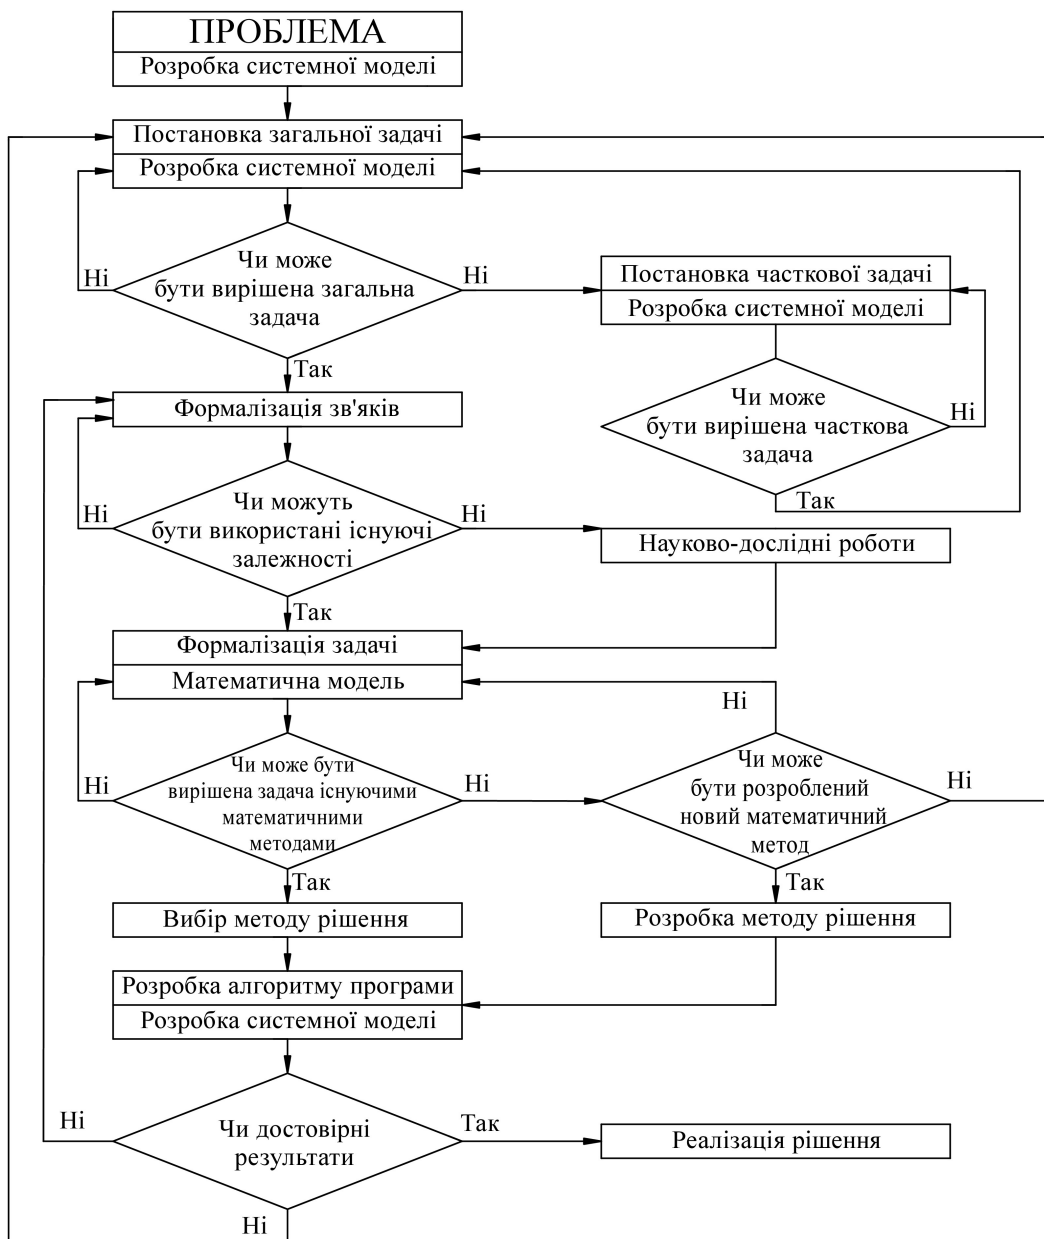 ПРОБЛЕМА
Розробка системної моделі
Постановка загальної задачі
Розробка системної моделі
Чи може
бути вирішена загальна
задача
Ні
Ні
Так
Постановка часткової задачі
Розробка системної моделі
Чи може
бути вирішена часткова
задача
Ні
Так
Формалізація зв'яків
Чи можуть
бути використані існуючі
залежності
Ні
Ні
Так
Науково-дослідні роботи
Формалізація задачі
Математична модель
Ні
Чи може бути
вирішена задача існуючими
математичними
методами
Ні
Ні
Так
Чи може
бути розроблений
новий математичний
метод
Ні
Так
Вибір методу рішення
Розробка методу рішення
Розробка алгоритму програми
Розробка системної моделі
Чи достовірні
результати
Ні
Так
Ні
Реалізація рішення